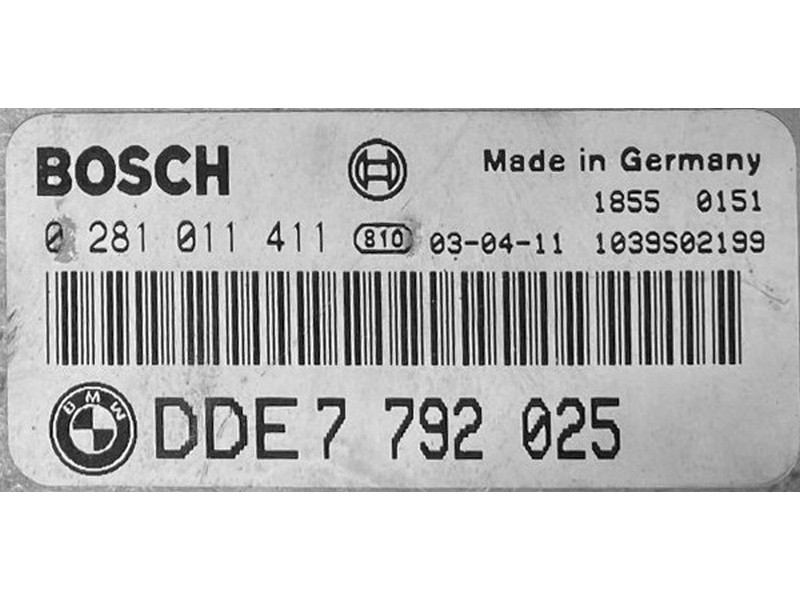 BOSCH Made in Germany
1855 0151
0 281 011 411 810 03-04-11 1039S02199
BMW DDE 7 792 025